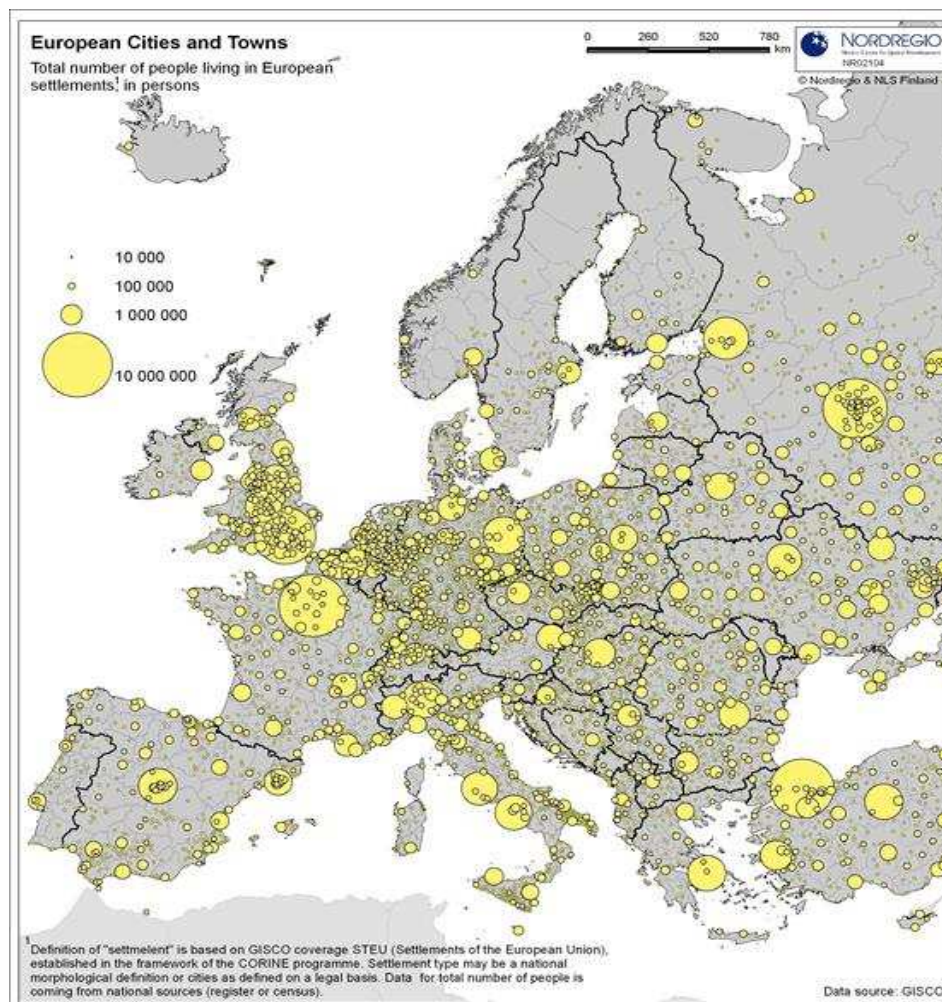 European Cities and Towns
Total number of people living in European
settlements,¹ in persons
0 260 520 780
km
NORDREGIO
NR02104
© Nordregio & NLS Finland
10 000
100 000
1 000 000
10 000 000
¹Definition of "settmelent" is based on GISCO coverage STEU (Settlements of the European Union),
established in the framework of the CORINE programme. Settlement type may be a national
morphological definition or cities as defined on a legal basis. Data for total number of people is
coming from national sources (register or census).
Data source: GISCO